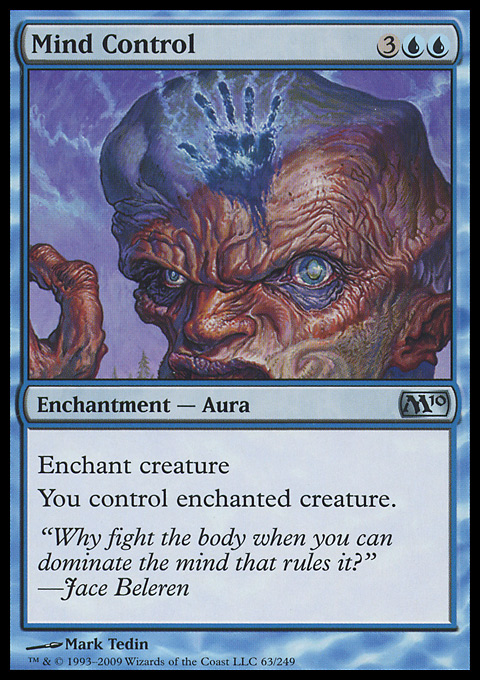 Mind Control 3
Enchantment — Aura M10
Enchant creature
You control enchanted creature.
“Why fight the body when you can
dominate the mind that rules it?”
—Jace Beleren
Mark Tedin
™ & © 1993–2009 Wizards of the Coast LLC 63/249